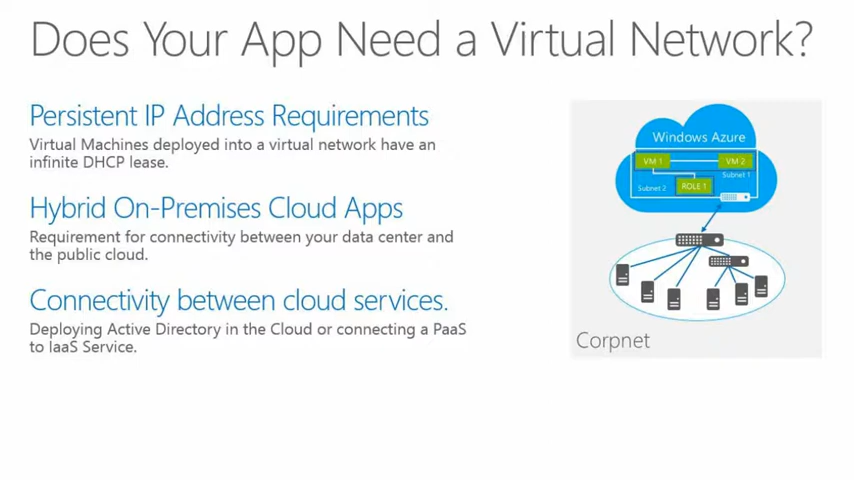 Does Your App Need a Virtual Network?
Persistent IP Address Requirements
Virtual Machines deployed into a virtual network have an
infinite DHCP lease.
Hybrid On-Premises Cloud Apps
Requirement for connectivity between your data center and
the public cloud.
Connectivity between cloud services.
Deploying Active Directory in the Cloud or connecting a PaaS
to IaaS Service.
Windows Azure
VM 1
VM 2
Subnet 1
Subnet 2
ROLE 1
Corpnet